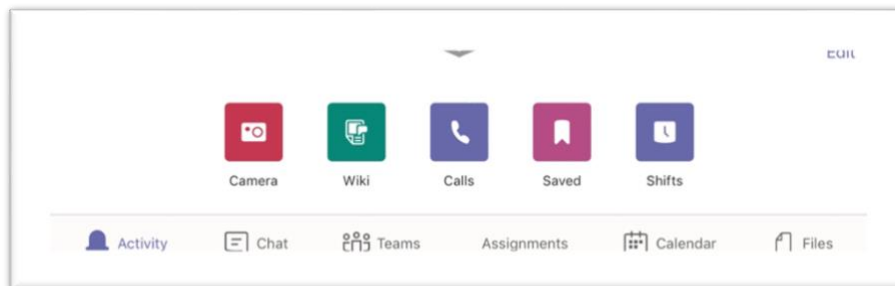 Edit
Camera Wiki Calls Saved Shifts
Activity Chat Teams Assignments Calendar Files